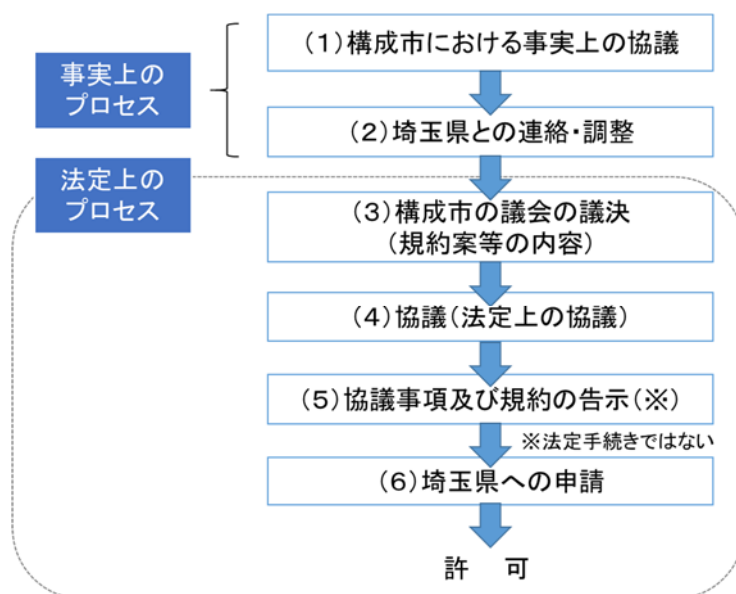 (1)構成市における事実上の協議
事実上の
プロセス
(2)埼玉県との連絡・調整
法定上の
プロセス
(3)構成市の議会の議決
(規約案等の内容)
(4)協議(法定上の協議)
(5)協議事項及び規約の告示(※)
※法定手続きではない
(6)埼玉県への申請
許 可